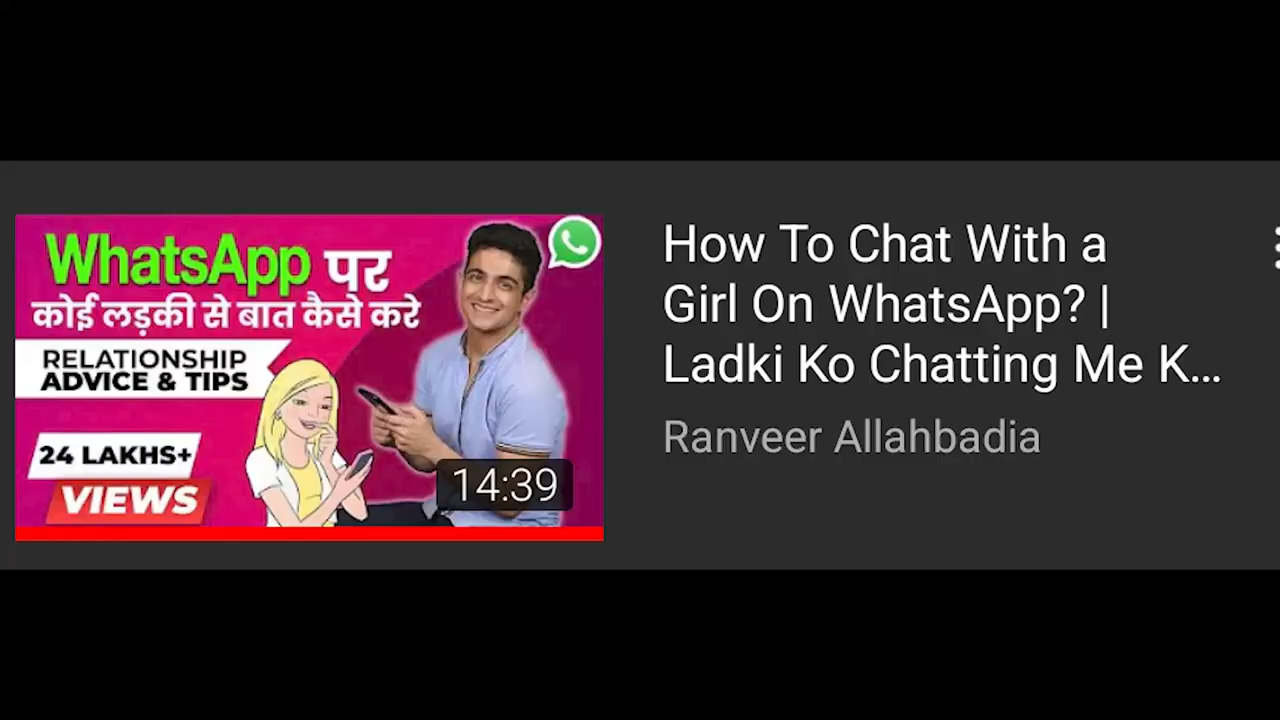 WhatsApp पर
कोई लड़की से बात कैसे करे
RELATIONSHIP
ADVICE & TIPS
24 LAKHS+
VIEWS
14:39
How To Chat With a
Girl On WhatsApp? |
Ladki Ko Chatting Me K...
Ranveer Allahbadia